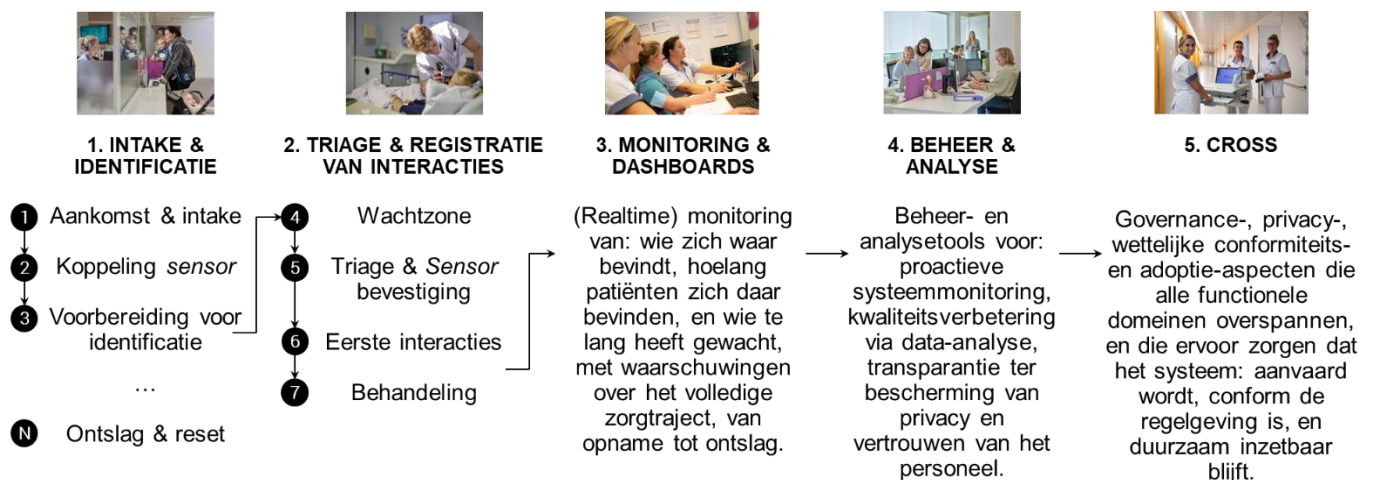 1. INTAKE &
IDENTIFICATIE
1 Aankomst & intake
2 Koppeling sensor
3 Voorbereiding voor
identificatie
…
N Ontslag & reset
2. TRIAGE & REGISTRATIE
VAN INTERACTIES
4 Wachtzone
5 Triage & Sensor
bevestiging
6 Eerste interacties
7 Behandeling
3. MONITORING &
DASHBOARDS
(Realtime) monitoring
van: wie zich waar
bevindt, hoelang
patiënten zich daar
bevinden, en wie te
lang heeft gewacht,
met waarschuwingen
over het volledige
zorgtraject, van
opname tot ontslag.
4. BEHEER &
ANALYSE
Beheer- en
analysetools voor:
proactieve
systeemmonitoring,
kwaliteitsverbetering
via data-analyse,
transparantie ter
bescherming van
privacy en
vertrouwen van het
personeel.
5. CROSS
Governance-, privacy-,
wettelijke conformiteits-
en adoptie-aspecten die
alle functionele
domeinen overspannen,
en die ervoor zorgen dat
het systeem: aanvaard
wordt, conform de
regelgeving is, en
duurzaam inzetbaar
blijft.